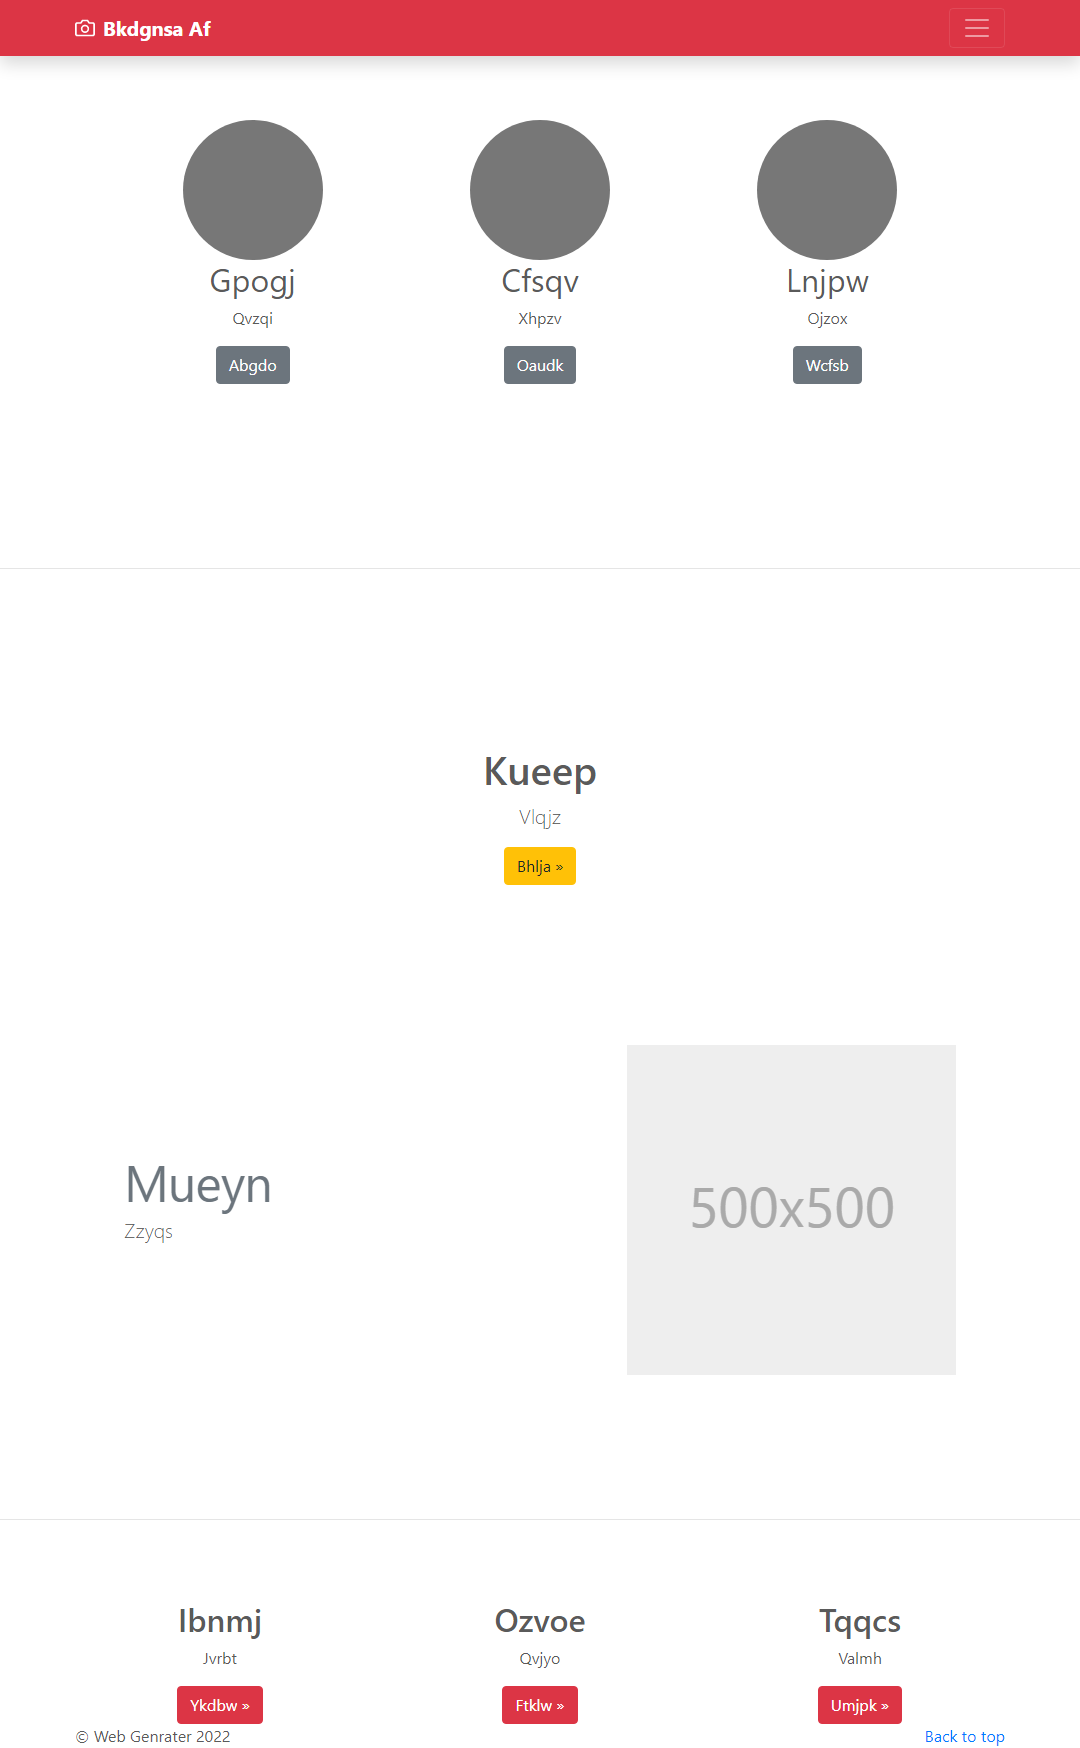 Bkdgnsa Af
Gpogj
Qvzqi
Abgdo
Cfsqv
Xhpzv
Oaudk
Lnjpw
Ojzox
Wcfsb
Kueep
Vlqjz
Bhlja »
Mueyn
Zzyqs
500x500
Ibnmj
Jvrbt
Ykdbw »
Ozvoe
Qvjyo
Ftklw »
Tqqcs
Valmh
Umjpk »
© Web Genrater 2022
Back to top